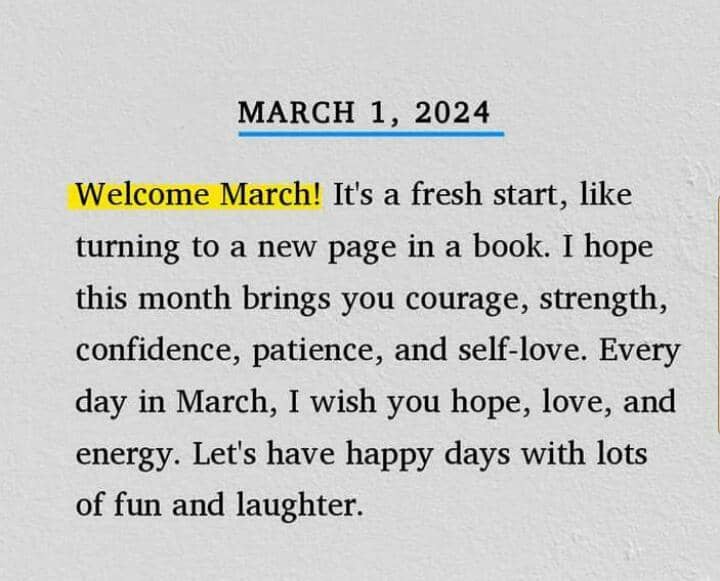 MARCH 1, 2024
Welcome March! It's a fresh start, like
turning to a new page in a book. I hope
this month brings you courage, strength,
confidence, patience, and self-love. Every
day in March, I wish you hope, love, and
energy. Let's have happy days with lots
of fun and laughter.